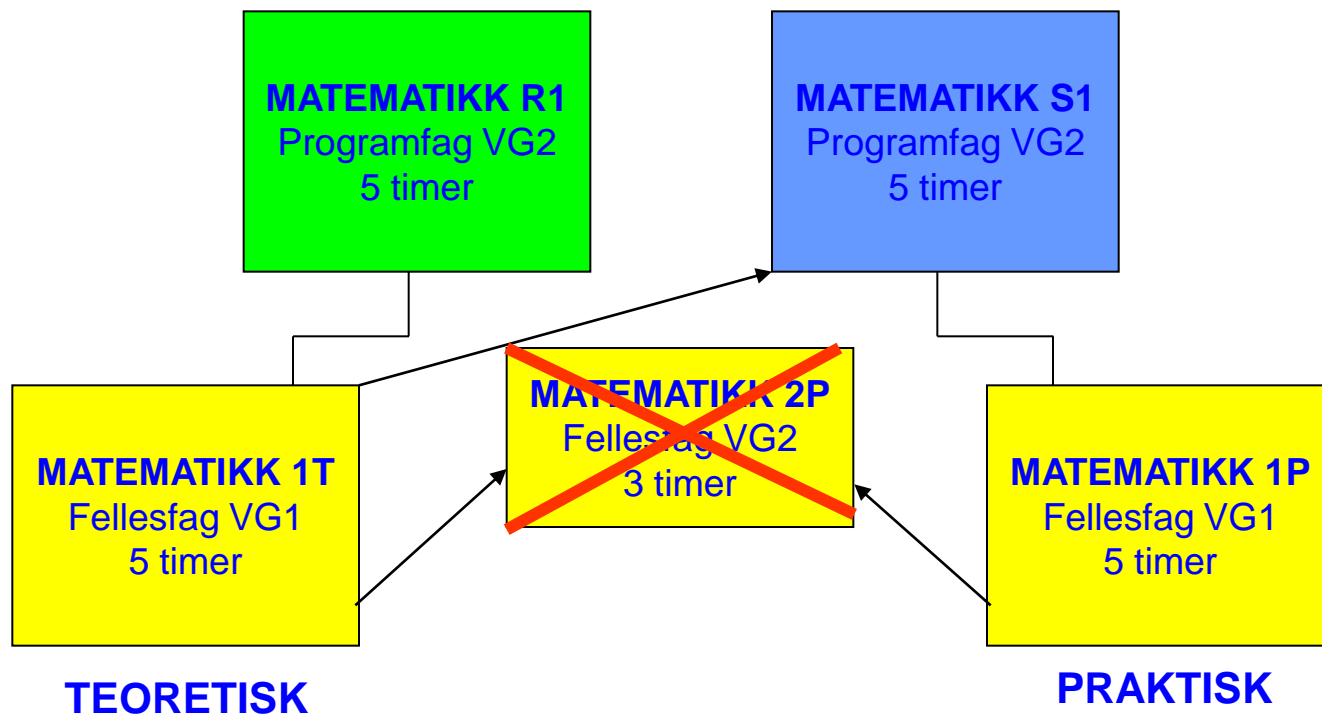 MATEMATIKK R1
Programfag VG2
5 timer
MATEMATIKK S1
Programfag VG2
5 timer
MATEMATIKK 2P
Fellesfag VG2
3 timer
MATEMATIKK 1T
Fellesfag VG1
5 timer
MATEMATIKK 1P
Fellesfag VG1
5 timer
TEORETISK
PRAKTISK